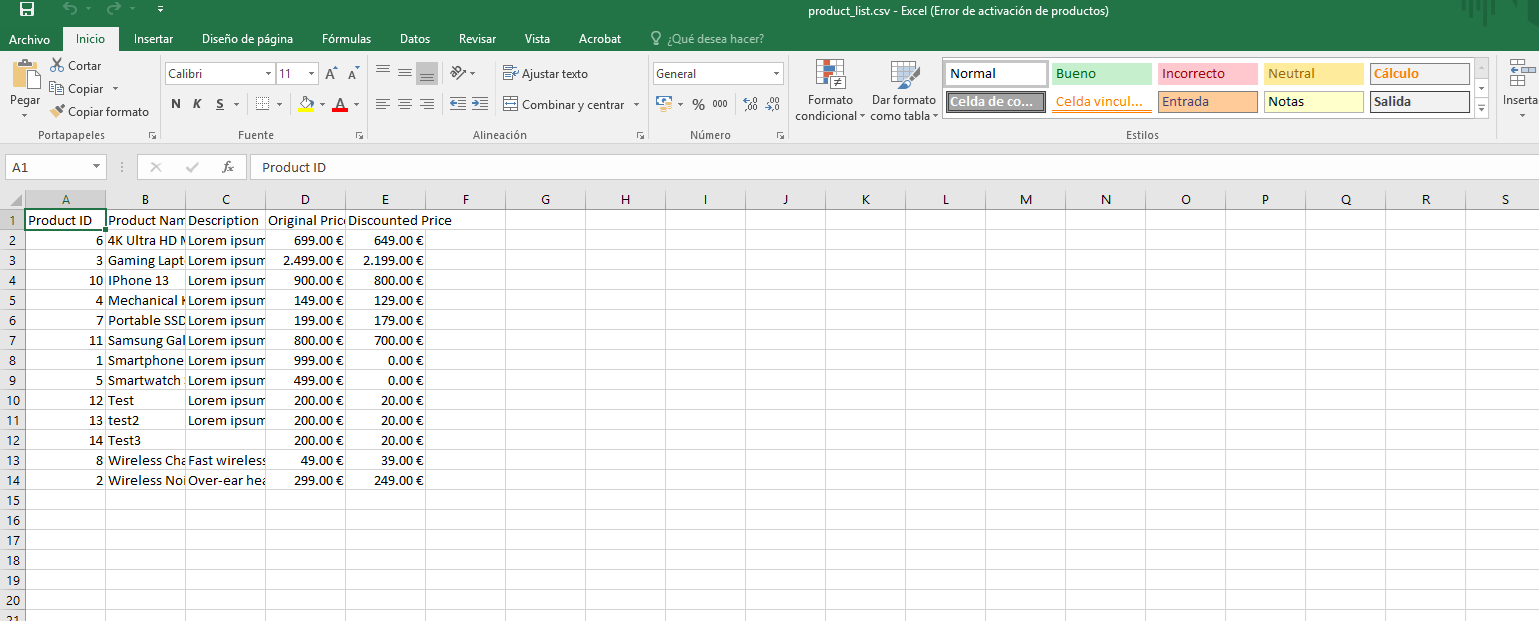 product_list.csv - Excel (Error de activación de productos)
Archivo Inicio Insertar Diseño de página Fórmulas Datos Revisar Vista Acrobat ¿Qué desea hacer?
Pegar
Cortar
Copiar
Copiar formato
Portapapeles
Calibri 11
N K S
Fuente
Ajustar texto
Combinar y centrar
Alineación
General
% 000
Número
Formato condicional
Dar formato como tabla
Normal Bueno Incorrecto Neutral Cálculo
Celda de co... Celda vincul... Entrada Notas Salida
Estilos
Inserta
A1 fx Product ID
A B C D E F G H I J K L M N O P Q R S
1 Product ID Product Nam Description Original Pric Discounted Price
2 6 4K Ultra HD M Lorem ipsum 699.00 € 649.00 €
3 3 Gaming Lapt Lorem ipsum 2.499.00 € 2.199.00 €
4 10 IPhone 13 Lorem ipsum 900.00 € 800.00 €
5 4 Mechanical K Lorem ipsum 149.00 € 129.00 €
6 7 Portable SSD Lorem ipsum 199.00 € 179.00 €
7 11 Samsung Gal Lorem ipsum 800.00 € 700.00 €
8 1 Smartphone Lorem ipsum 999.00 € 0.00 €
9 5 Smartwatch Lorem ipsum 499.00 € 0.00 €
10 12 Test Lorem ipsum 200.00 € 20.00 €
11 13 test2 Lorem ipsum 200.00 € 20.00 €
12 14 Test3 200.00 € 20.00 €
13 8 Wireless Cha Fast wireless 49.00 € 39.00 €
14 2 Wireless Noi Over-ear hea 299.00 € 249.00 €
15
16
17
18
19
20
21